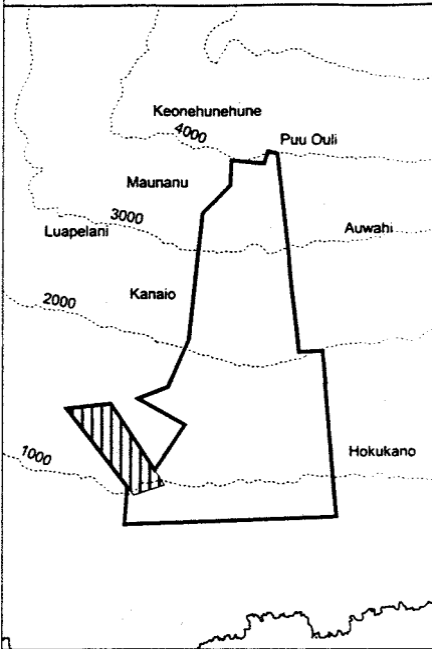 Keonehunehune
4000
Puu Ouli
Maunanu
3000
Luapelani
Auwahi
Kanaio
2000
1000
Hokukano